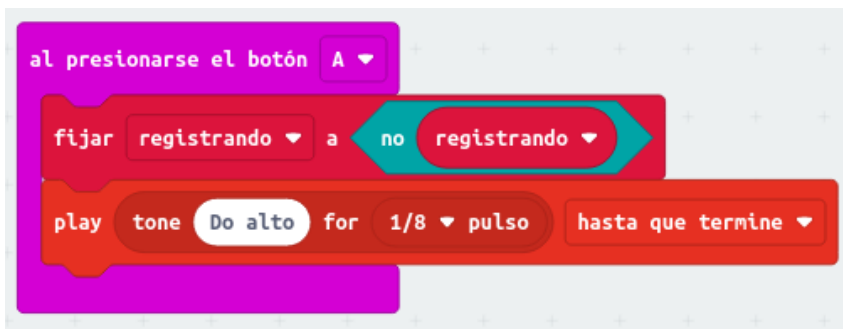 al presionarse el botón A
fijar registrando a no registrando
play tone Do alto for 1/8 pulso hasta que termine